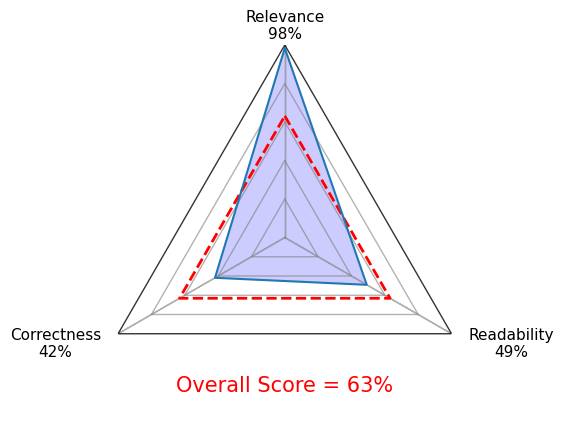 Relevance
98%
Correctness
42%
Readability
49%
Overall Score = 63%